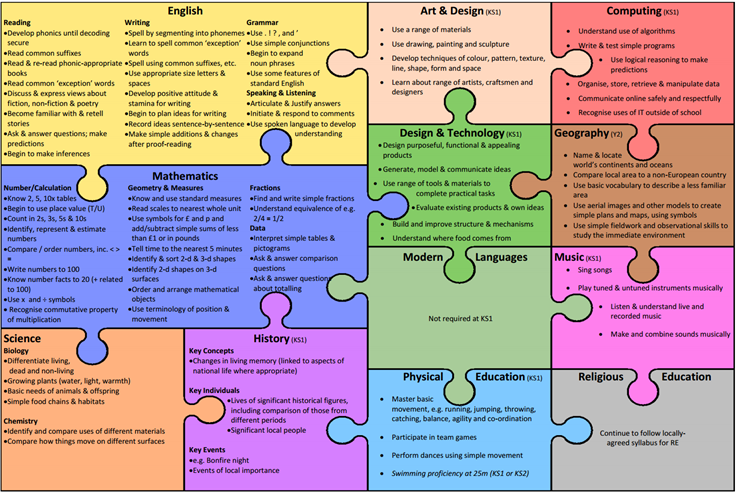 English
Reading
•Develop phonics until decoding
secure
•Read common suffixes
•Read & re-read phonic-appropriate
books
•Read common 'exception' words
•Discuss & express views about
fiction, non-fiction & poetry
•Become familiar with & retell
stories
•Ask & answer questions; make
predictions
•Begin to make inferences
Writing
•Spell by segmenting into phonemes
•Learn to spell common 'exception'
words
•Spell using common suffixes, etc.
•Use appropriate size letters &
spaces
•Develop positive attitude &
stamina for writing
•Begin to plan ideas for writing
•Record ideas sentence-by-sentence
•Make simple additions & changes
after proof-reading
Grammar
•Use . ! ? , and '
•Use simple conjunctions
•Begin to expand
noun phrases
•Use some features of
standard English
Speaking & Listening
•Articulate & Justify answers
•Initiate & respond to comments
•Use spoken language to develop
understanding
Art & Design (KS1)
• Use a range of materials
• Use drawing, painting and sculpture
• Develop techniques of colour, pattern, texture,
line, shape, form and space
• Learn about range of artists, craftsmen and
designers
Computing (KS1)
• Understand use of algorithms
• Write & test simple programs
• Use logical reasoning to make
predictions
• Organise, store, retrieve & manipulate data
• Communicate online safely and respectfully
• Recognise uses of IT outside of school
Mathematics
Number/Calculation
•Know 2, 5, 10x tables
•Begin to use place value (T/U)
•Count in 2s, 3s, 5s & 10s
•Identify, represent & estimate
numbers
•Compare / order numbers, inc. < >
=
•Write numbers to 100
•Know number facts to 20 (+ related
to 100)
•Use x and ÷ symbols
•Recognise commutative property of
multiplication
Geometry & Measures
•Know and use standard measures
•Read scales to nearest whole unit
•Use symbols for £ and p and
add/subtract simple sums of less
than £1 or in pounds
•Tell time to the nearest 5 minutes
•Identify & sort 2-d & 3-d shapes
•Identify 2-d shapes on 3-d
surfaces
•Order and arrange mathematical
objects
•Use terminology of position &
movement
Fractions
•Find and write simple fractions
•Understand equivalence of e.g.
2/4 = 1/2
Data
•Interpret simple tables &
pictograms
•Ask & answer comparison
questions
•Ask & answer questions
about totalling
Design & Technology (KS1)
• Design purposeful, functional & appealing
products
• Generate, model & communicate ideas
• Use range of tools & materials to
complete practical tasks
• Evaluate existing products & own ideas
• Build and improve structure & mechanisms
• Understand where food comes from
Geography (Y2)
• Name & locate
world's continents and oceans
• Compare local area to a non-European country
• Use basic vocabulary to describe a less familiar
area
• Use aerial images and other models to create
simple plans and maps, using symbols
• Use simple fieldwork and observational skills to
study the immediate environment
Modern Languages
Not required at KS1
Music (KS1)
• Sing songs
• Play tuned & untuned instruments musically
• Listen & understand live and
recorded music
• Make and combine sounds musically
Science
Biology
•Differentiate living,
dead and non-living
•Growing plants (water, light, warmth)
•Basic needs of animals & offspring
•Simple food chains & habitats
Chemistry
•Identify and compare uses of different materials
•Compare how things move on different surfaces
History (KS1)
Key Concepts
•Changes in living memory (linked to aspects of
national life where appropriate)
Key Individuals
•Lives of significant historical figures,
including comparison of those from
different periods
•Significant local people
Key Events
•e.g. Bonfire night
•Events of local importance
Physical Education (KS1)
• Master basic
movement, e.g. running, jumping, throwing,
catching, balance, agility and co-ordination
• Participate in team games
• Perform dances using simple movement
• Swimming proficiency at 25m (KS1 or KS2)
Religious Education
Continue to follow locally-
agreed syllabus for RE